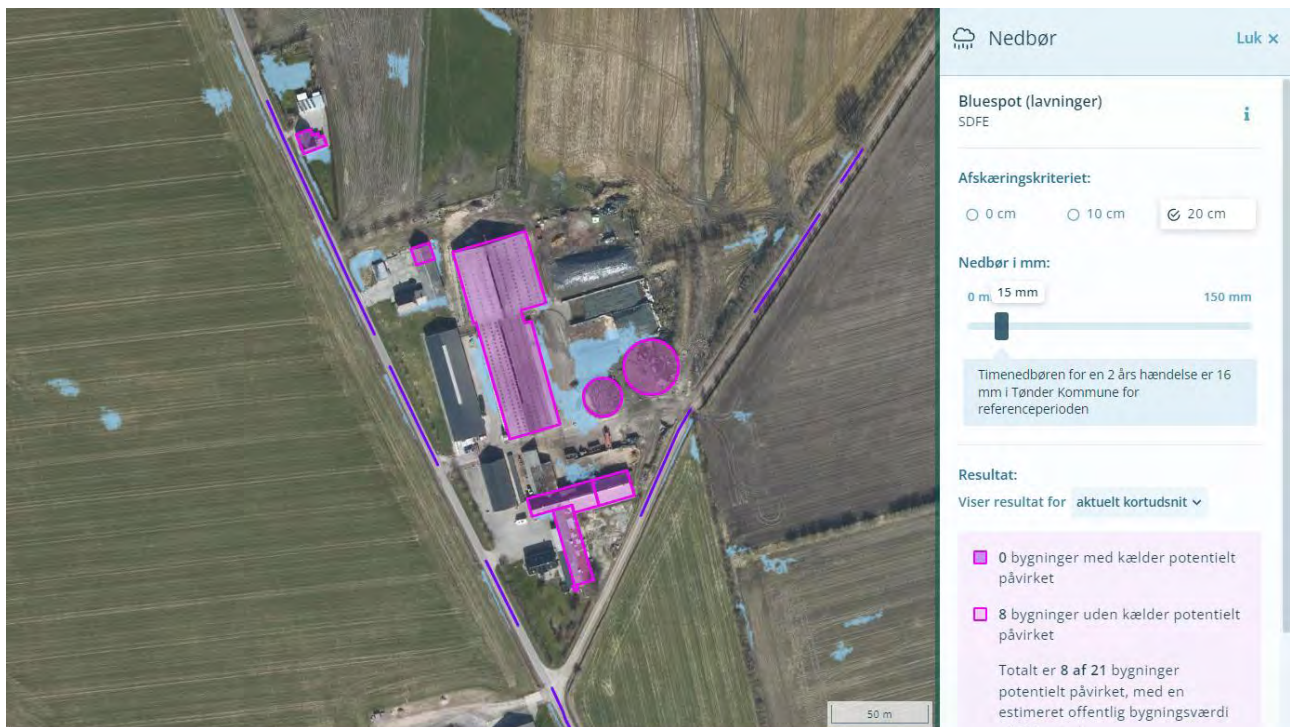 Nedbør
Luk ×
Bluespot (lavninger)
SDFE
i
Afskæringskriteriet:
0 cm
10 cm
20 cm
Nedbør i mm:
0 m
15 mm
150 mm
Timenedbøren for en 2 års hændelse er 16
mm i Tønder Kommune for
referenceperioden
Resultat:
Viser resultat for aktuelt kortudsnit
0 bygninger med kælder potentielt
påvirket
8 bygninger uden kælder potentielt
påvirket
Totalt er 8 af 21 bygninger
potentielt påvirket, med en
estimeret offentlig bygningsværdi
50 m